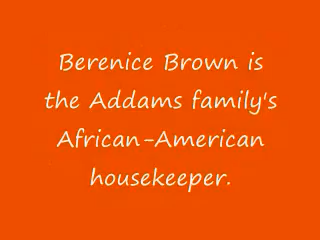 Berenice Brown is
the Addams family's
African-American
housekeeper.